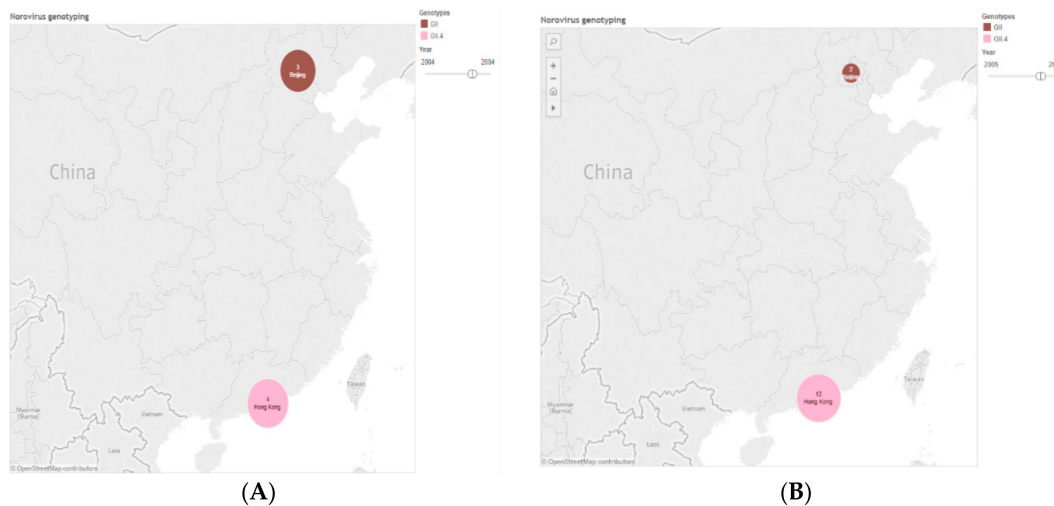 Norovirus genotyping
Genotypes
GII
GII.4
Year
2004 2004
3
Beijing
China
4
Hong Kong
Taiwan
Myanmar
(Burma)
Vietnam
Laos
© OpenStreetMap contributors
(A)
Norovirus genotyping
Genotypes
GII
GII.4
Year
2005
2
China
12
Hong Kong
Taiwan
Myanmar
(Burma)
Vietnam
Laos
© OpenStreetMap contributors
(B)